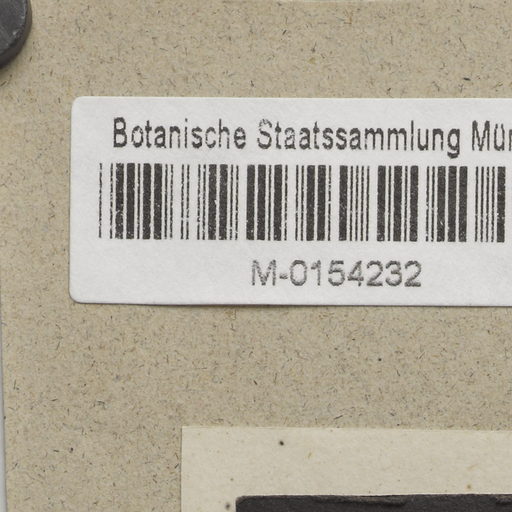 Botanische Staatssammlung Mün
M-0154232